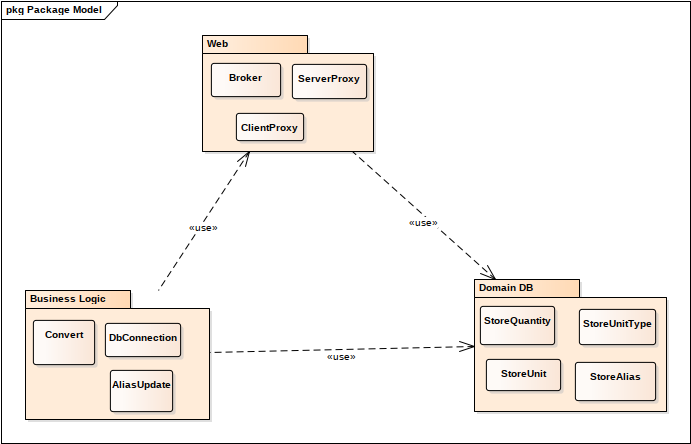 pkg Package Model
Web
Broker
ServerProxy
ClientProxy
«use»
«use»
Business Logic
Convert
DbConnection
AliasUpdate
«use»
Domain DB
StoreQuantity
StoreUnitType
StoreUnit
StoreAlias